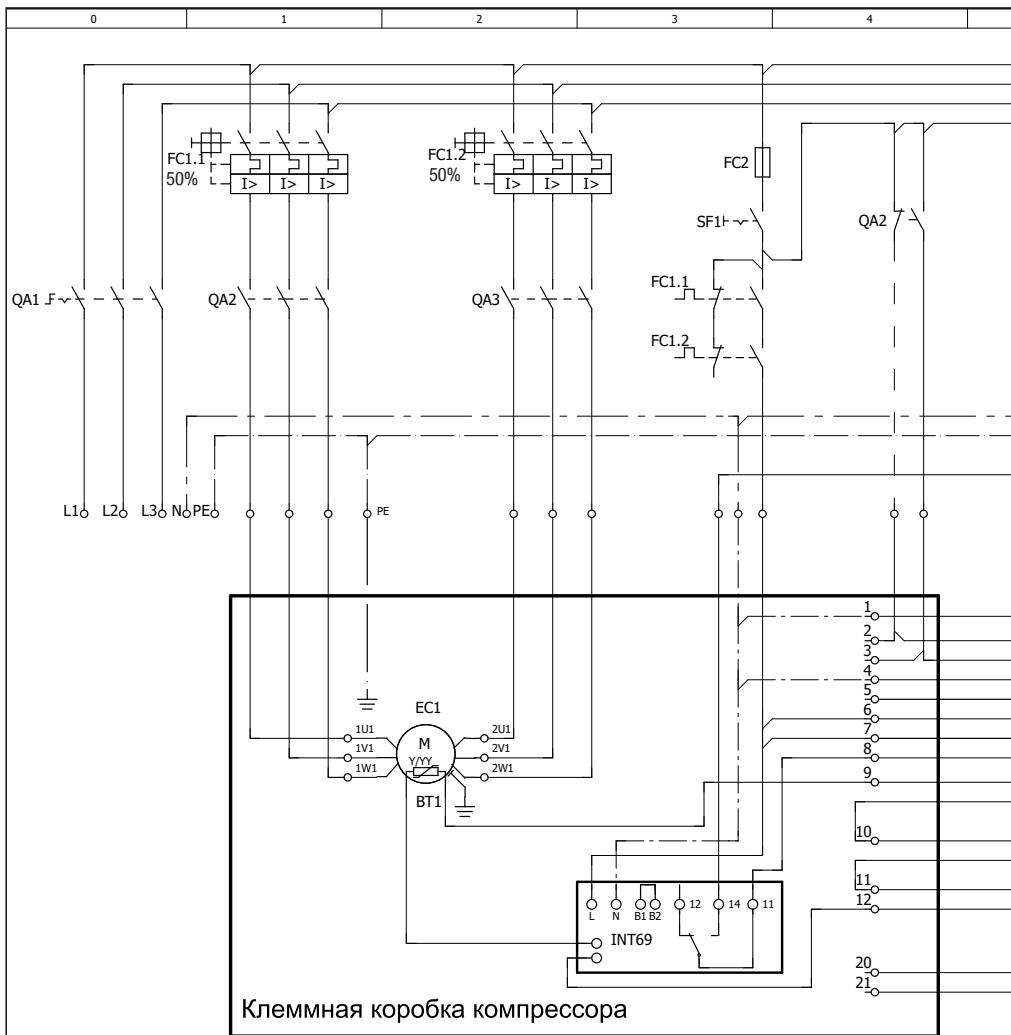 0 1 2 3 4
FC1.1
50%
I> I> I>
FC1.2
50%
I> I> I>
FC2
SF1
QA2
QA1
QA2
QA3
FC1.1
FC1.2
L1 L2 L3 N PE
PE
1
2
3
4
5
6
7
8
9
10
11
12
20
21
EC1
M
Y/YY
BT1
1U1
1V1
1W1
2U1
2V1
2W1
L N B1 B2 12 14 11
INT69
Клеммная коробка компрессора